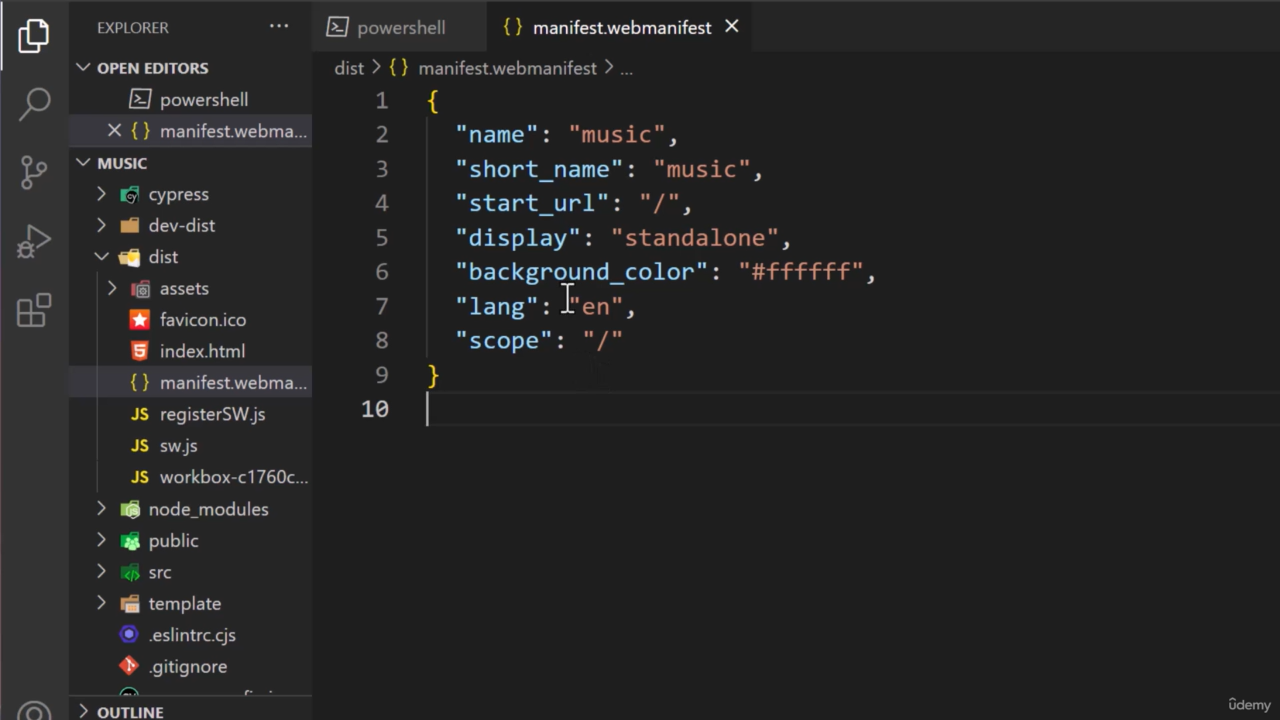 EXPLORER
OPEN EDITORS
powershell
manifest.webma...
MUSIC
cypress
dev-dist
dist
assets
favicon.ico
index.html
manifest.webma...
JS registerSW.js
JS sw.js
JS workbox-c1760c...
node_modules
public
src
template
.eslintrc.cjs
.gitignore
OUTLINE
powershell
{} manifest.webmanifest
dist > {} manifest.webmanifest > ...
1 {
2 "name": "music",
3 "short_name": "music",
4 "start_url": "/",
5 "display": "standalone",
6 "background_color": "#ffffff",
7 "lang": "en",
8 "scope": "/"
9 }
10
ûdemy